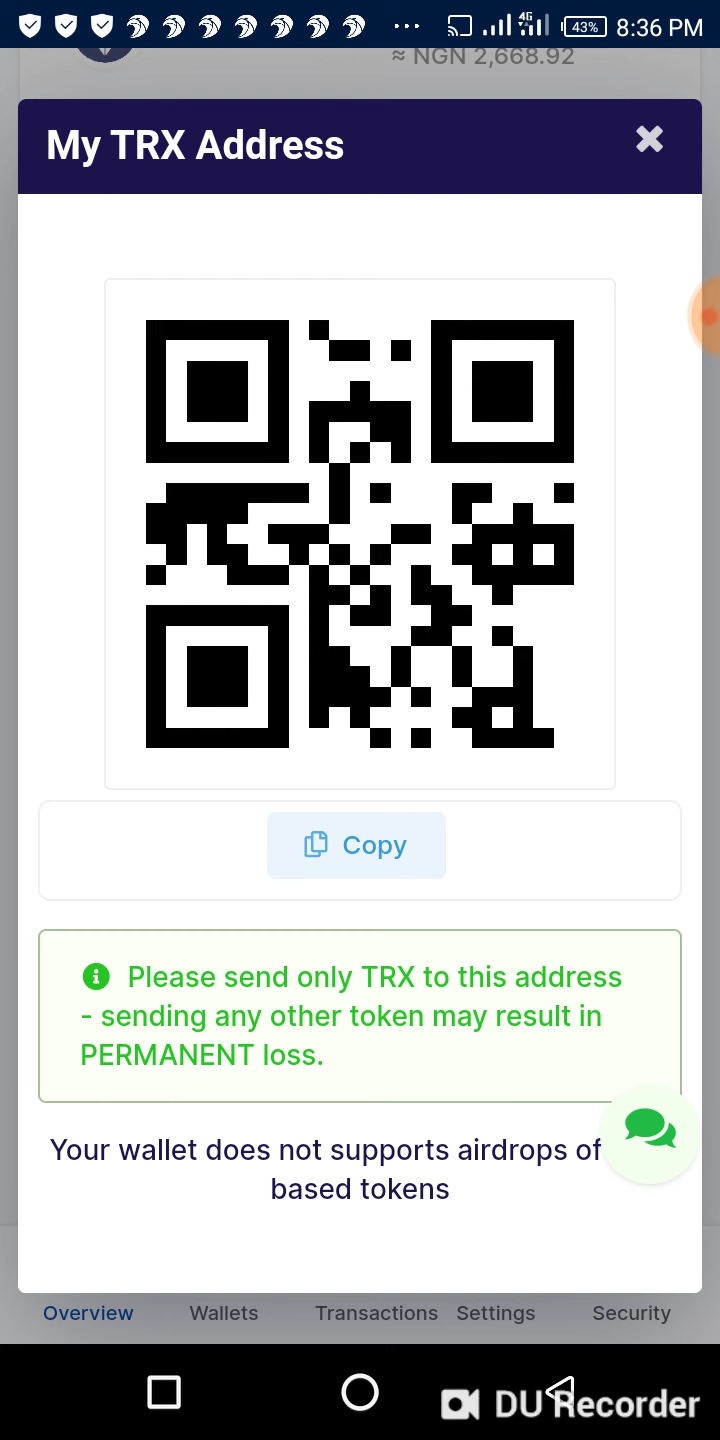 4G 43% 8:36 PM
≈ NGN 2,668.92
My TRX Address
Copy
Please send only TRX to this address
- sending any other token may result in
PERMANENT loss.
Your wallet does not supports airdrops of
based tokens
Overview Wallets Transactions Settings Security
DU Recorder